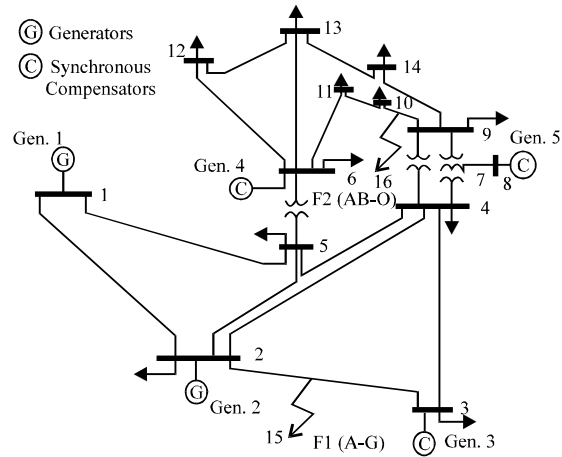 G Generators
C Synchronous
Compensators
13
12
14
11
10
9
Gen. 1
G
Gen. 4
C
6
16
Gen. 5
C
7
8
F2 (AB-O)
1
4
5
2
G
Gen. 2
15
F1 (A-G)
3
C
Gen. 3